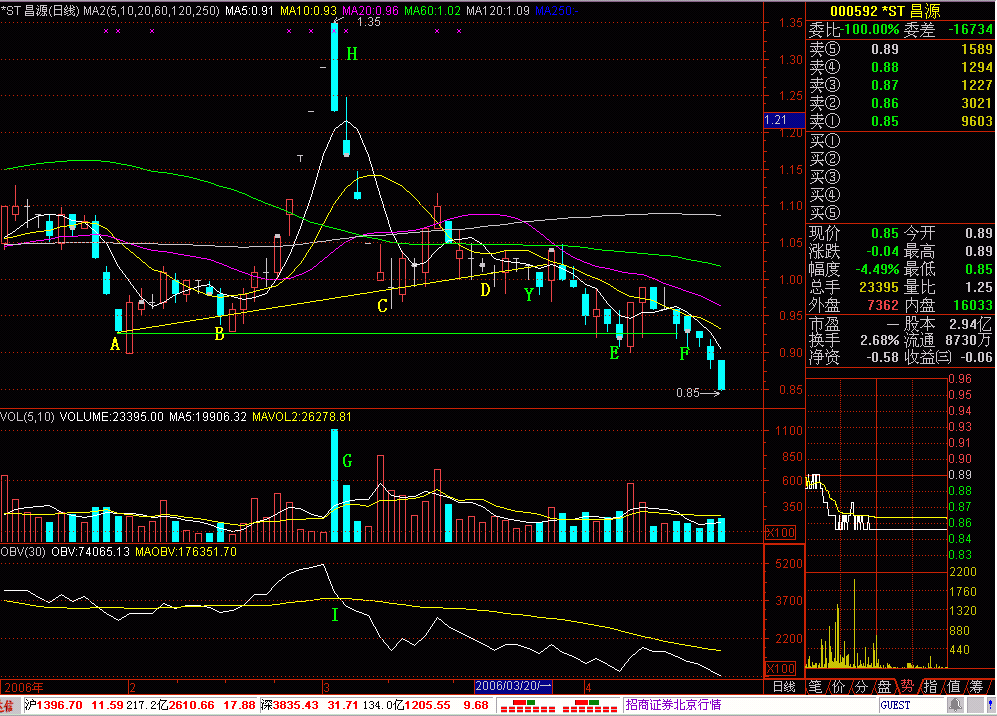 *ST 昌源(日线) MA2(5,10,20,60,120,250) MA5:0.91 MA10:0.93 MA20:0.96 MA60:1.02 MA120:1.09 MA250 -
1.35
H
T
A
B
C
D
Y
E
F
0.85
1.35
1.30
1.25
1.21
1.20
1.15
1.10
1.05
1.00
0.95
0.90
0.85
VOL(5,10) VOLUME:23395.00 MA5:19906.32 MAVOL2:26278.81
G
1100
850
600
350
X100
OBV(30) OBV:74065.13 MAOBV:176351.70
I
5200
3700
2200
X100
2006年 2 3 2006/03/20/一 4 日线
000592 *ST 昌源
委比 -100.00% 委差 -16734
卖⑤ 0.89 1589
卖④ 0.88 1294
卖③ 0.87 1227
卖② 0.86 3021
卖① 0.85 9603
买①
买②
买③
买④
买⑤
现价 0.85 今开 0.89
涨跌 -0.04 最高 0.89
幅度 -4.49% 最低 0.85
总手 23395 量比 1.25
外盘 7362 内盘 16033
市盈 — 股本 2.94亿
换手 2.68% 流通 8730万
净资 -0.58 收益㈢ -0.06
0.96
0.95
0.94
0.93
0.91
0.90
0.89
0.88
0.87
0.86
0.84
0.83
2200
1760
1320
880
440
笔 价 分 盘 势 指 值 筹
沪1396.70 11.59 217.2亿 2610.66 17.88 深3835.43 31.71 134.0亿 1205.55 9.68 招商证券北京行情 GUEST